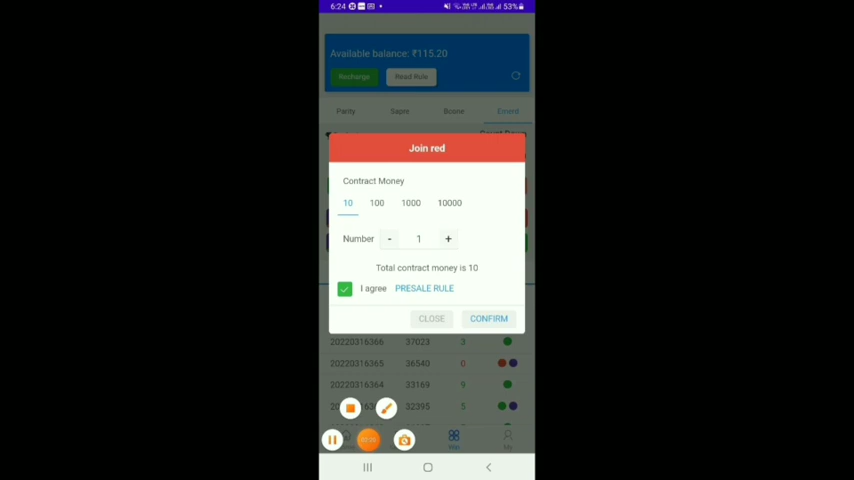 6:24
53%
Available balance: ₹115.20
Recharge
Read Rule
Parity
Sapre
Bcone
Emerd
Join red
Contract Money
10 100 1000 10000
Number - 1 +
Total contract money is 10
I agree PRESALE RULE
CLOSE CONFIRM
20220316366 37023 3
20220316365 36540 0
20220316364 33169 9
32395 5
My